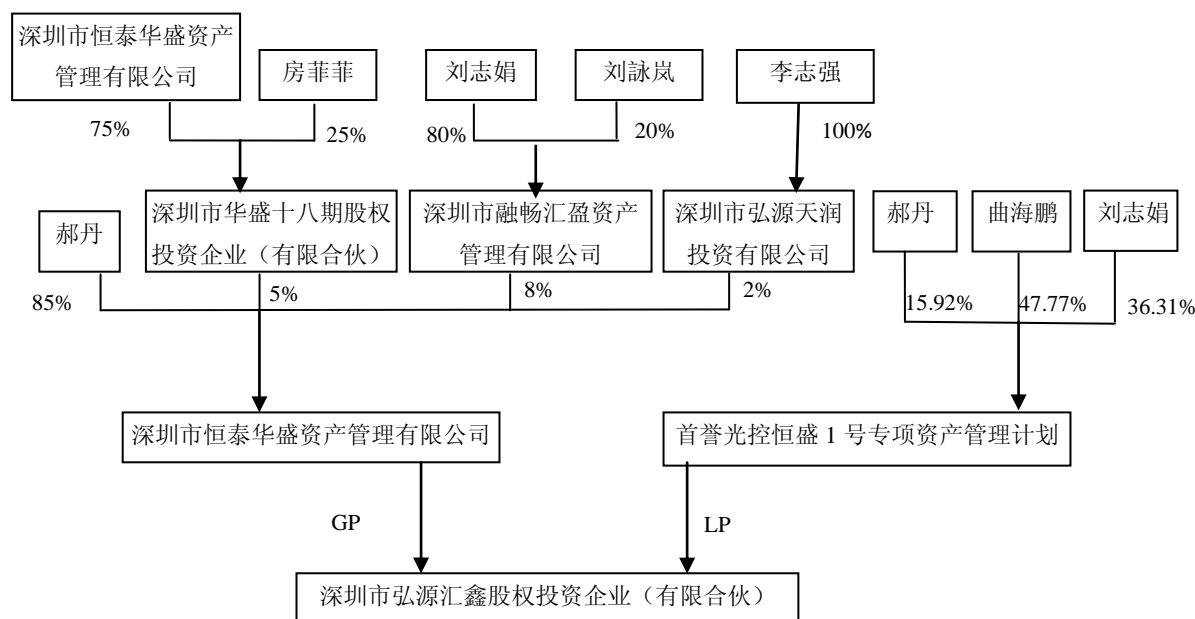 深圳市恒泰华盛资产
管理有限公司
房菲菲
刘志娟
刘詠岚
李志强
75%
25%
80%
20%
100%
郝丹
深圳市华盛十八期股权
投资企业（有限合伙）
深圳市融畅汇盈资产
管理有限公司
深圳市弘源天润
投资有限公司
郝丹
曲海鹏
刘志娟
85%
5%
8%
2%
15.92%
47.77%
36.31%
深圳市恒泰华盛资产管理有限公司
首誉光控恒盛 1 号专项资产管理计划
GP
LP
深圳市弘源汇鑫股权投资企业（有限合伙）